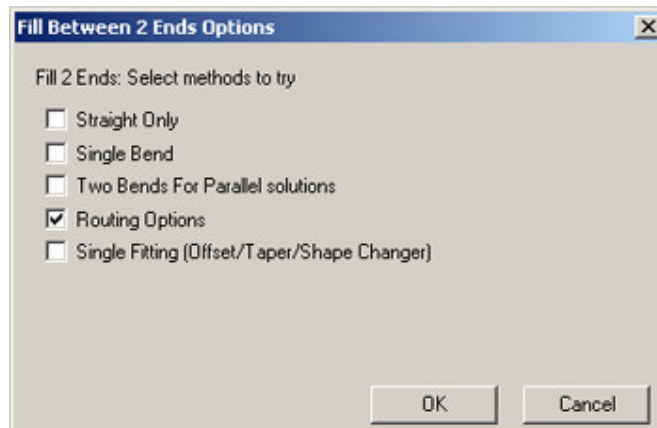 Fill Between 2 Ends Options
Fill 2 Ends: Select methods to try
Straight Only
Single Bend
Two Bends For Parallel solutions
Routing Options
Single Fitting (Offset/Taper/Shape Changer)
OK Cancel